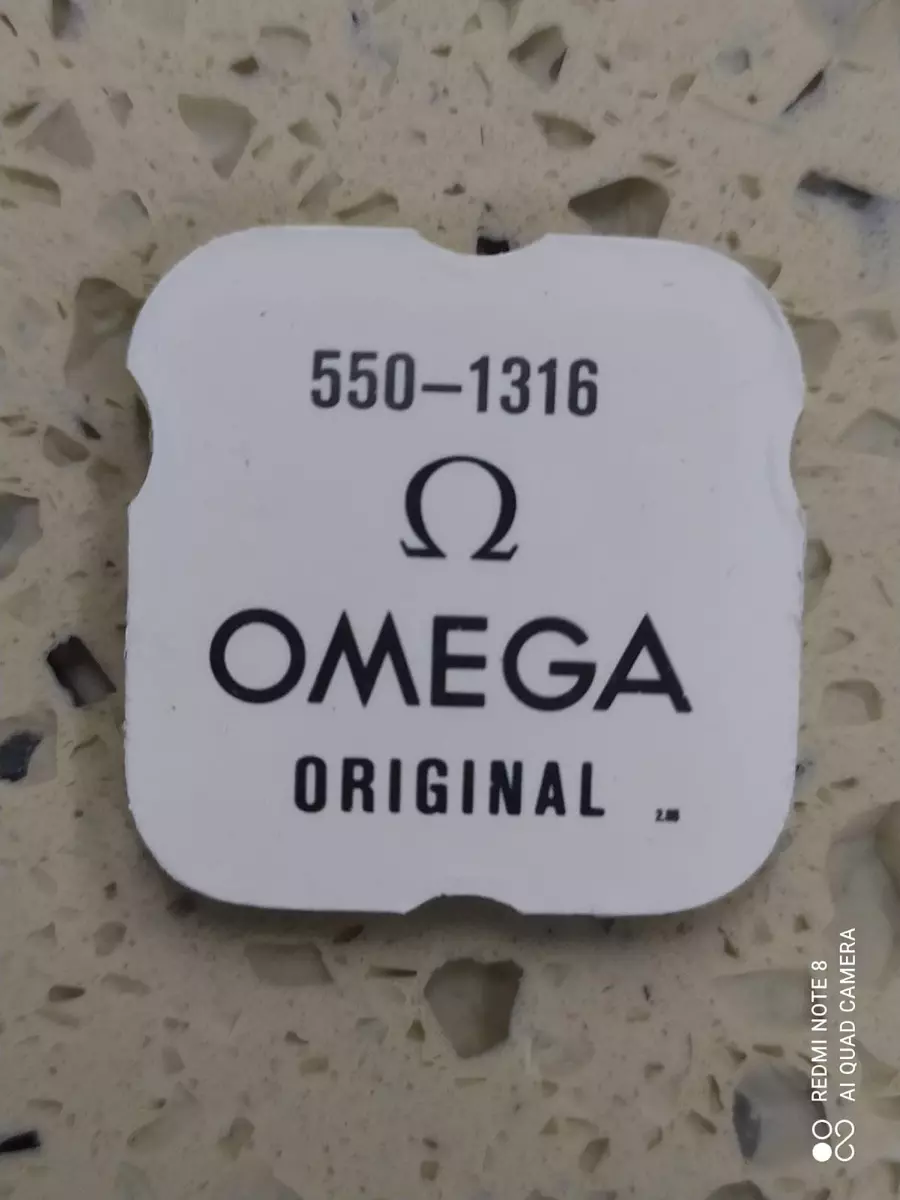 550-1316
Ω
OMEGA
ORIGINAL
REDMI NOTE 8
AI QUAD CAMERA